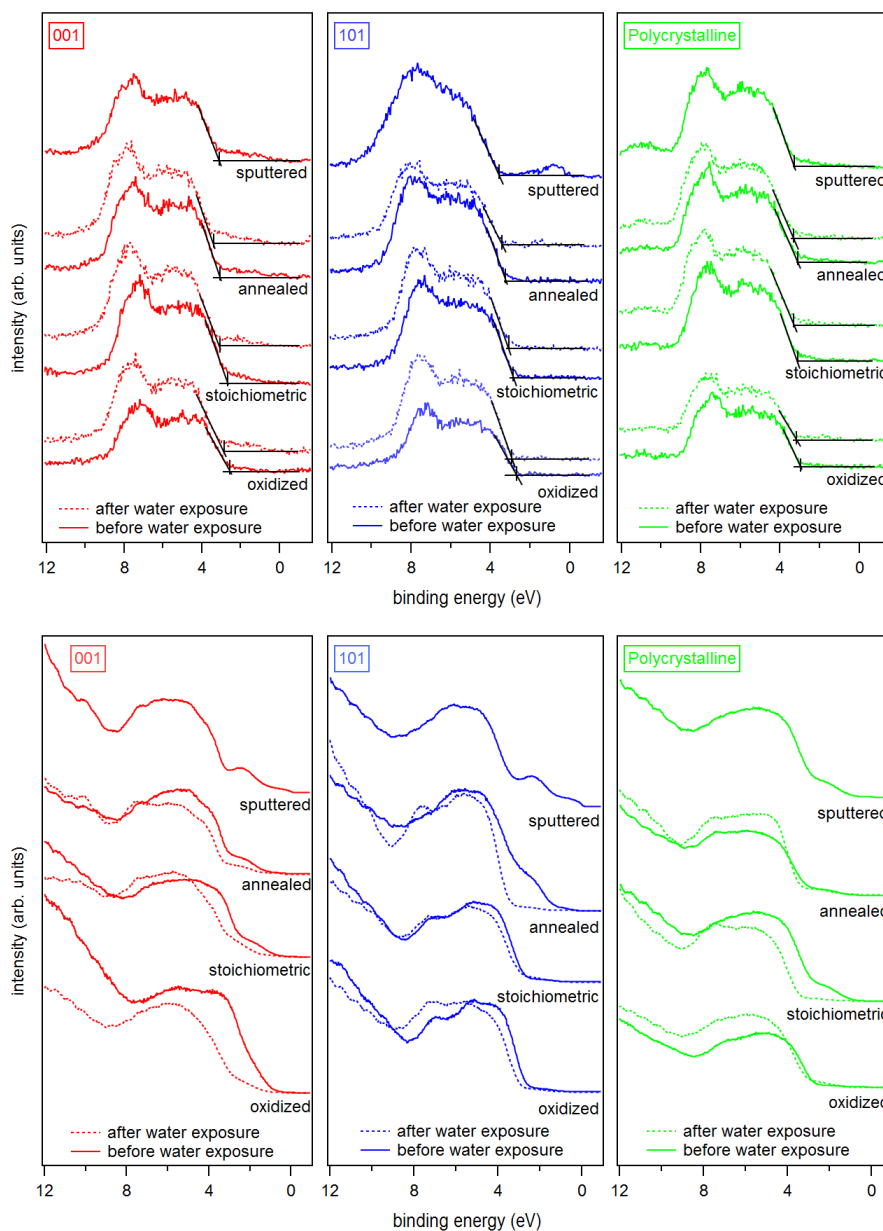 001
101
Polycrystalline
intensity (arb. units)
sputtered
sputtered
sputtered
annealed
annealed
annealed
stoichiometric
stoichiometric
stoichiometric
oxidized
oxidized
oxidized
after water exposure
before water exposure
after water exposure
before water exposure
after water exposure
before water exposure
12 8 4 0
12 8 4 0
12 8 4 0
binding energy (eV)
001
101
Polycrystalline
intensity (arb. units)
sputtered
sputtered
sputtered
annealed
annealed
annealed
stoichiometric
stoichiometric
stoichiometric
oxidized
oxidized
oxidized
after water exposure
before water exposure
after water exposure
before water exposure
after water exposure
before water exposure
12 8 4 0
12 8 4 0
12 8 4 0
binding energy (eV)